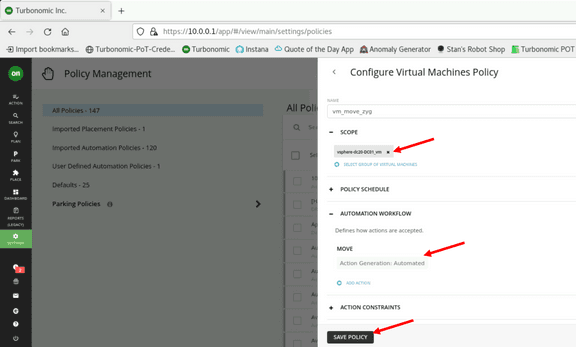 Turbonomic Inc.
https://10.0.0.1/app/#/view/main/settings/policies
Import bookmarks...
Turbonomic-PoT-Crede...
Turbonomic
Instana
Quote of the Day App
Anomaly Generator
Stan's Robot Shop
Turbonomic POT
Policy Management
Configure Virtual Machines Policy
ACTION
SEARCH
PLAN
PARK
PLACE
DASHBOARD
REPORTS
(LEGACY)
SETTINGS
All Policies - 147
Imported Placement Policies - 1
Imported Automation Policies - 120
User Defined Automation Policies - 1
Defaults - 25
Parking Policies
All Poli
NAME
vm_move_zyg
SCOPE
vsphere-dc20-DC01_vm
SELECT GROUP OF VIRTUAL MACHINES
POLICY SCHEDULE
AUTOMATION WORKFLOW
Defines how actions are accepted.
MOVE
Action Generation: Automated
ADD ACTION
ACTION CONSTRAINTS
SAVE POLICY